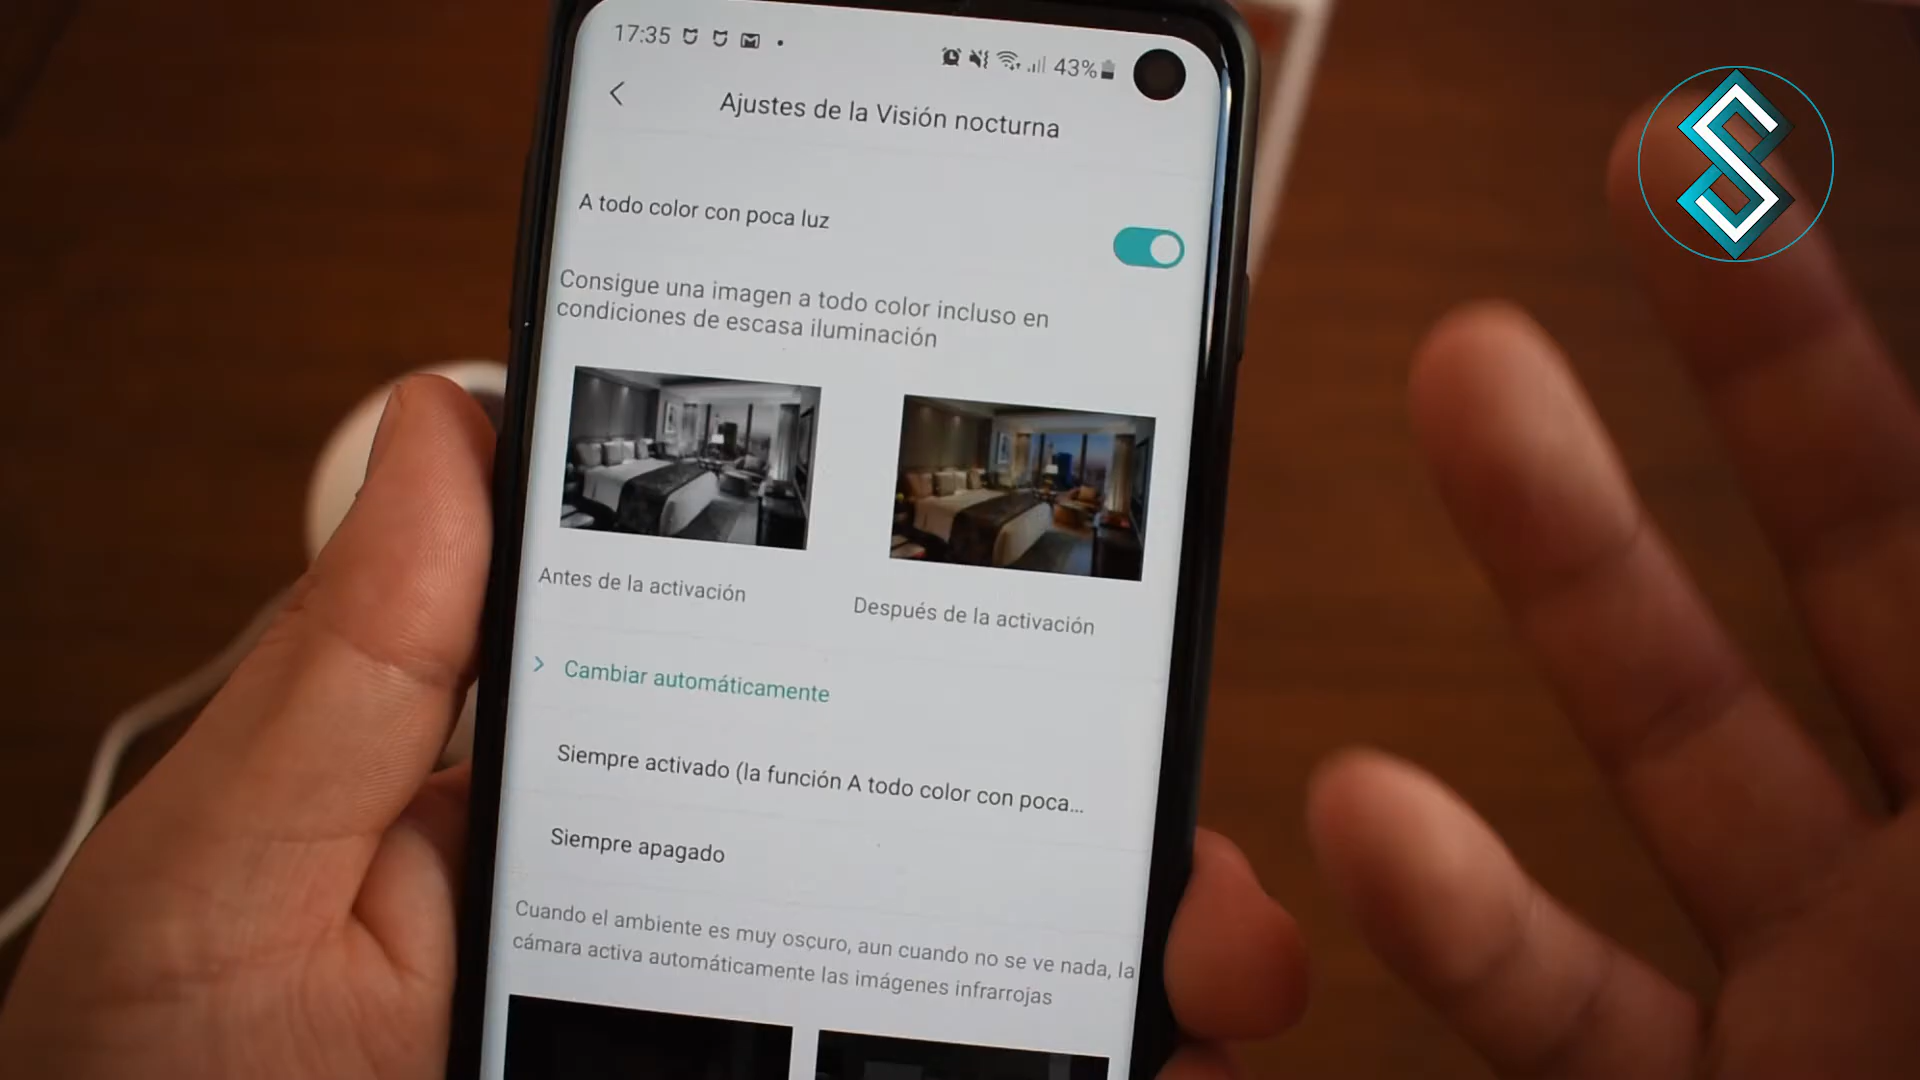 17:35
43%
Ajustes de la Visión nocturna
A todo color con poca luz
Consigue una imagen a todo color incluso en
condiciones de escasa iluminación
Antes de la activación
Después de la activación
Cambiar automáticamente
Siempre activado (la función A todo color con poca...
Siempre apagado
Cuando el ambiente es muy oscuro, aun cuando no se ve nada, la
cámara activa automáticamente las imágenes infrarrojas